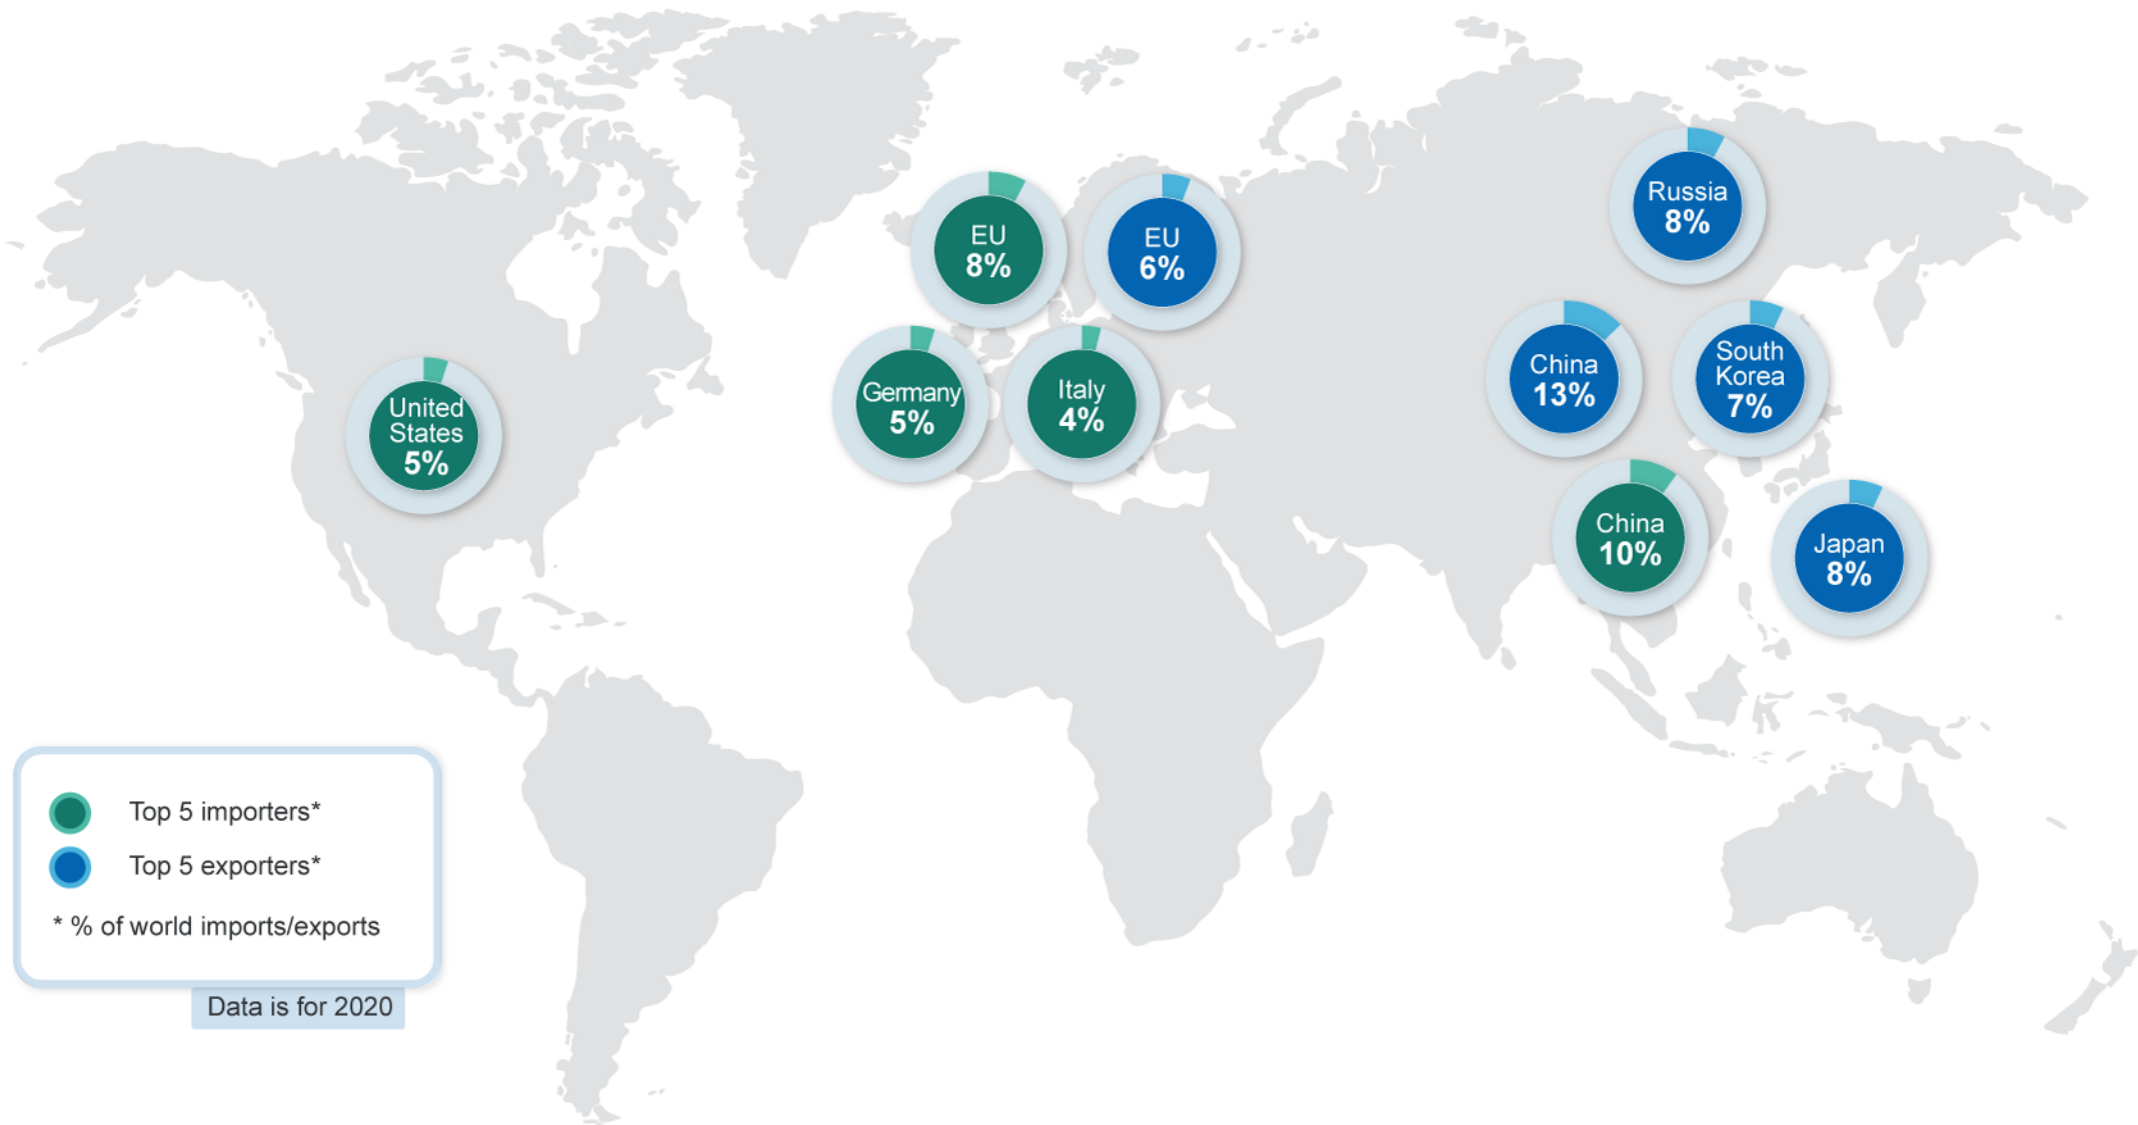 Russia
8%
EU
8%
EU
6%
China
13%
South
Korea
7%
United
States
5%
Germany
5%
Italy
4%
China
10%
Japan
8%
Top 5 importers*
Top 5 exporters*
* % of world imports/exports
Data is for 2020